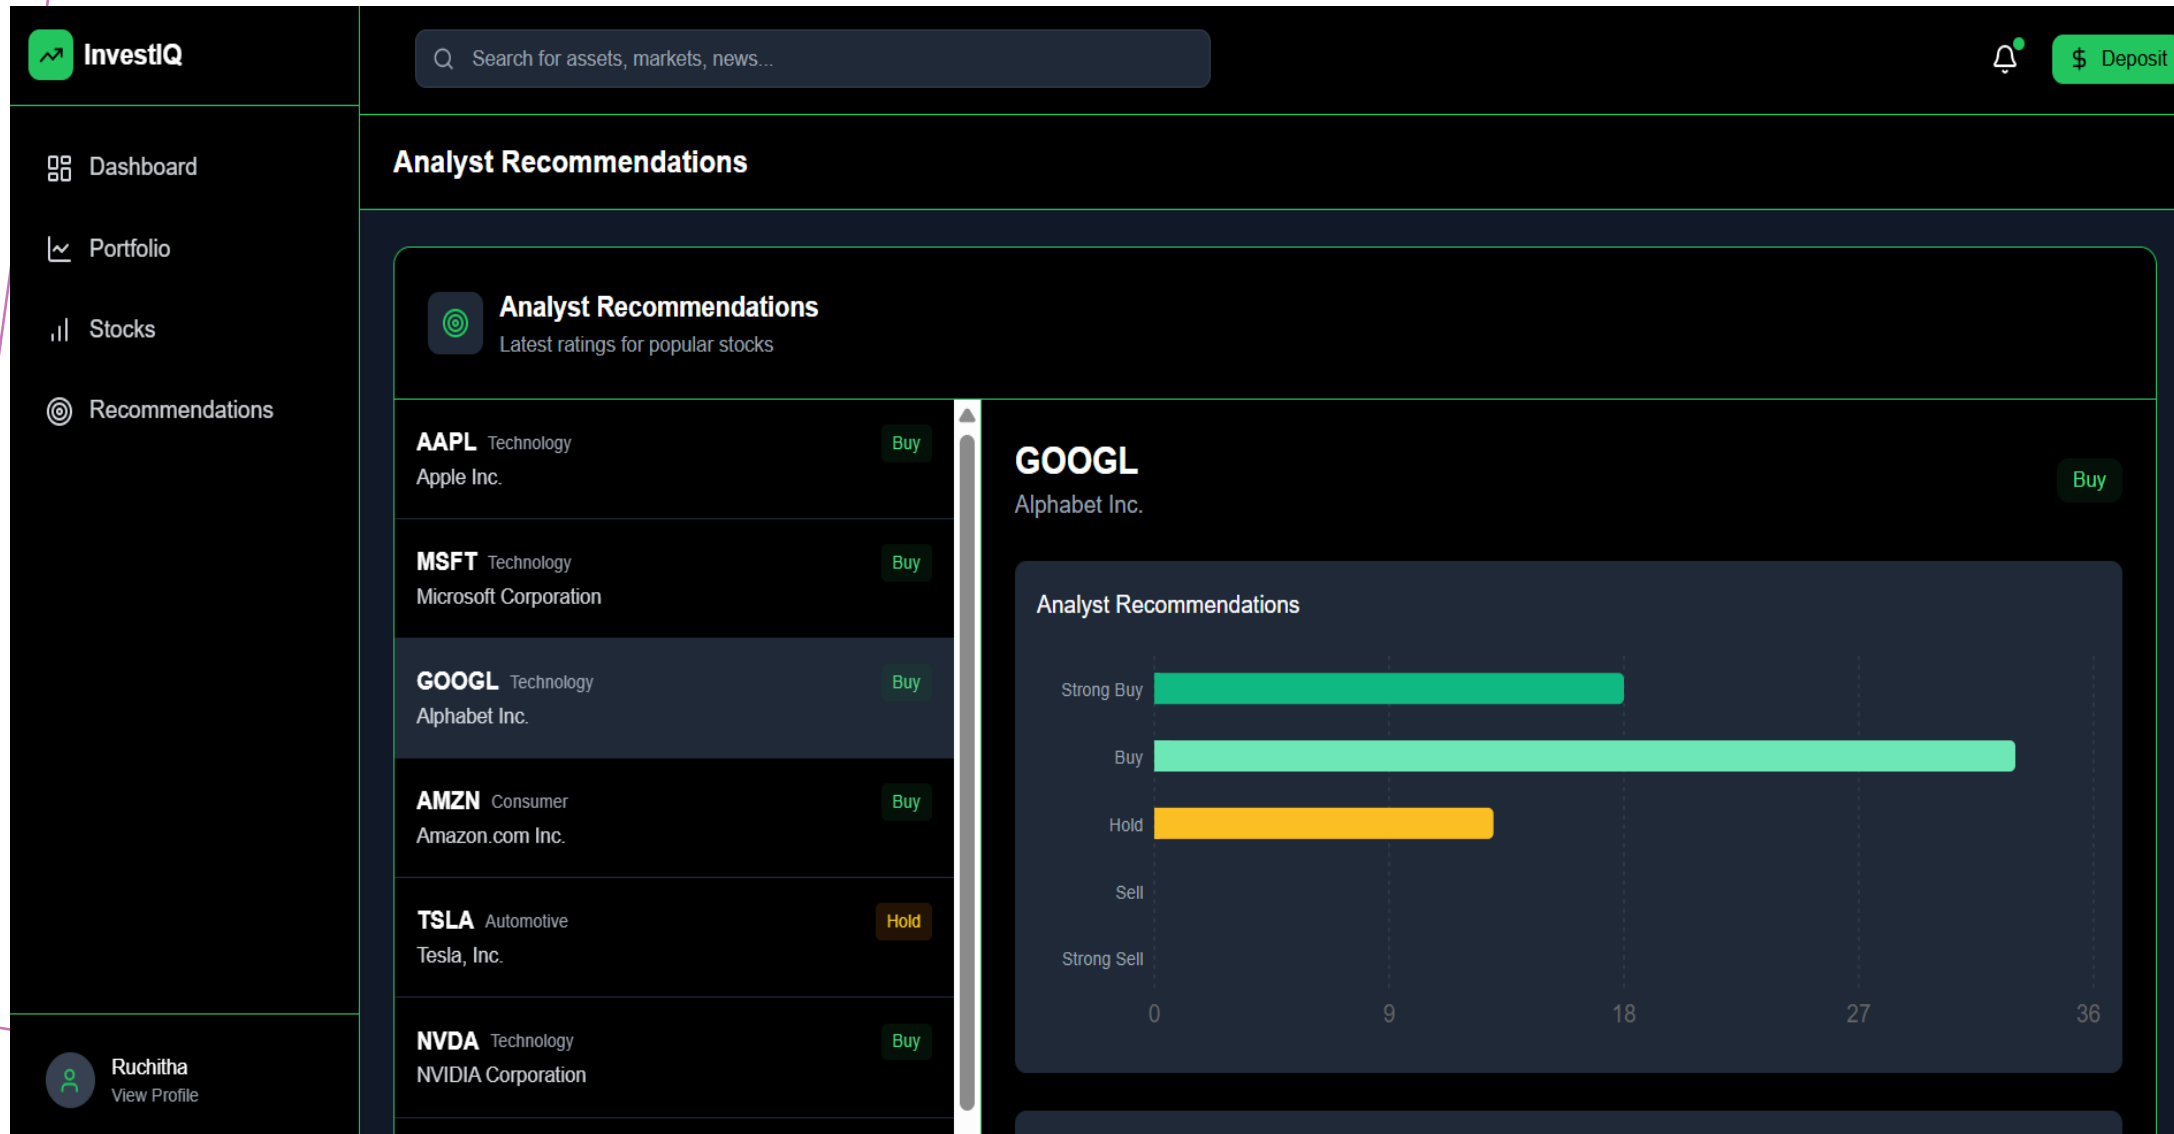 InvestIQ
Search for assets, markets, news...
$ Deposit
Dashboard
Portfolio
Stocks
Recommendations
Ruchitha
View Profile
Analyst Recommendations
Analyst Recommendations
Latest ratings for popular stocks
AAPL Technology Buy
Apple Inc.
MSFT Technology Buy
Microsoft Corporation
GOOGL Technology Buy
Alphabet Inc.
AMZN Consumer Buy
Amazon.com Inc.
TSLA Automotive Hold
Tesla, Inc.
NVDA Technology Buy
NVIDIA Corporation
GOOGL
Alphabet Inc.
Buy
Analyst Recommendations
Strong Buy
Buy
Hold
Sell
Strong Sell
0 9 18 27 36